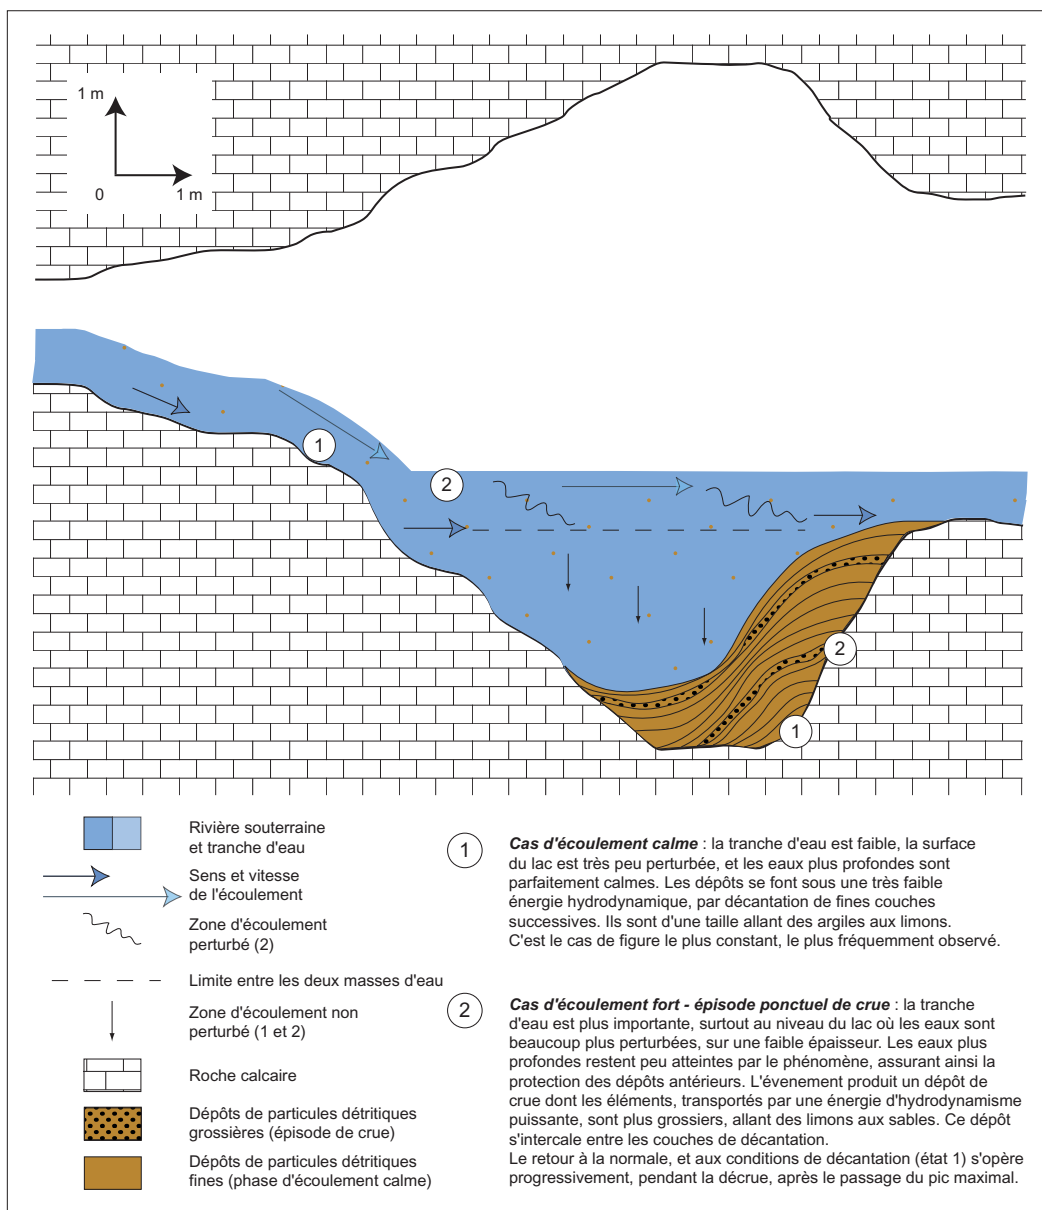 1 m
0
1 m
1
2
2
1
Rivière souterraine
et tranche d'eau
Sens et vitesse
de l'écoulement
Zone d'écoulement
perturbé (2)
Limite entre les deux masses d'eau
Zone d'écoulement non
perturbé (1 et 2)
Roche calcaire
Dépôts de particules détritiques
grossières (épisode de crue)
Dépôts de particules détritiques
fines (phase d'écoulement calme)
1
Cas d'écoulement calme : la tranche d'eau est faible, la surface
du lac est très peu perturbée, et les eaux plus profondes sont
parfaitement calmes. Les dépôts se font sous une très faible
énergie hydrodynamique, par décantation de fines couches
successives. Ils sont d'une taille allant des argiles aux limons.
C'est le cas de figure le plus constant, le plus fréquemment observé.
2
Cas d'écoulement fort - épisode ponctuel de crue : la tranche
d'eau est plus importante, surtout au niveau du lac où les eaux sont
beaucoup plus perturbées, sur une faible épaisseur. Les eaux plus
profondes restent peu atteintes par le phénomène, assurant ainsi la
protection des dépôts antérieurs. L'évenement produit un dépôt de
crue dont les éléments, transportés par une énergie d'hydrodynamisme
puissante, sont plus grossiers, allant des limons aux sables. Ce dépôt
s'intercale entre les couches de décantation.
Le retour à la normale, et aux conditions de décantation (état 1) s'opère
progressivement, pendant la décrue, après le passage du pic maximal.